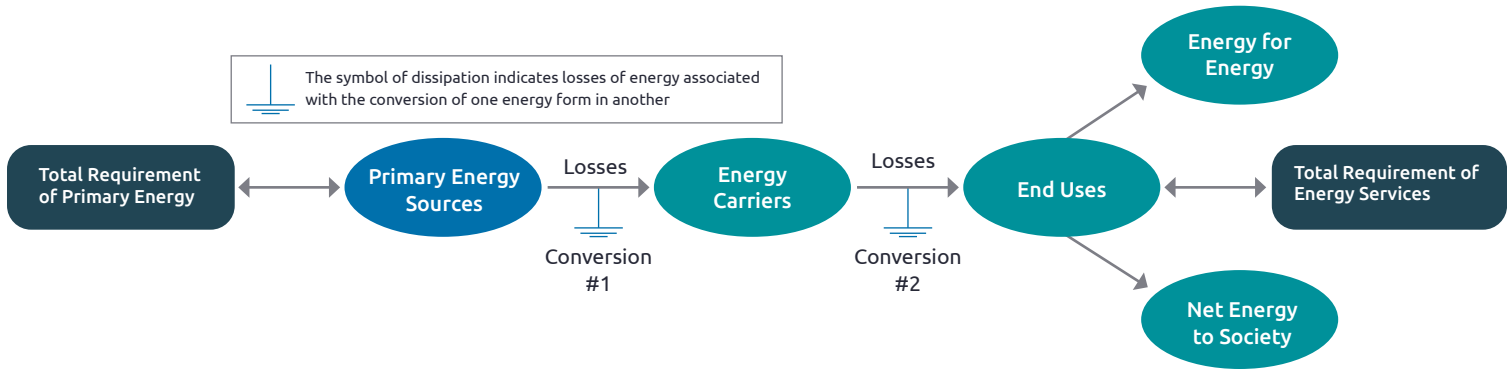 Energy for
Energy
The symbol of dissipation indicates losses of energy associated
with the conversion of one energy form in another
Total Requirement
of Primary Energy
Primary Energy
Sources
Losses
Conversion
#1
Energy
Carriers
Losses
Conversion
#2
End Uses
Total Requirement of
Energy Services
Net Energy
to Society